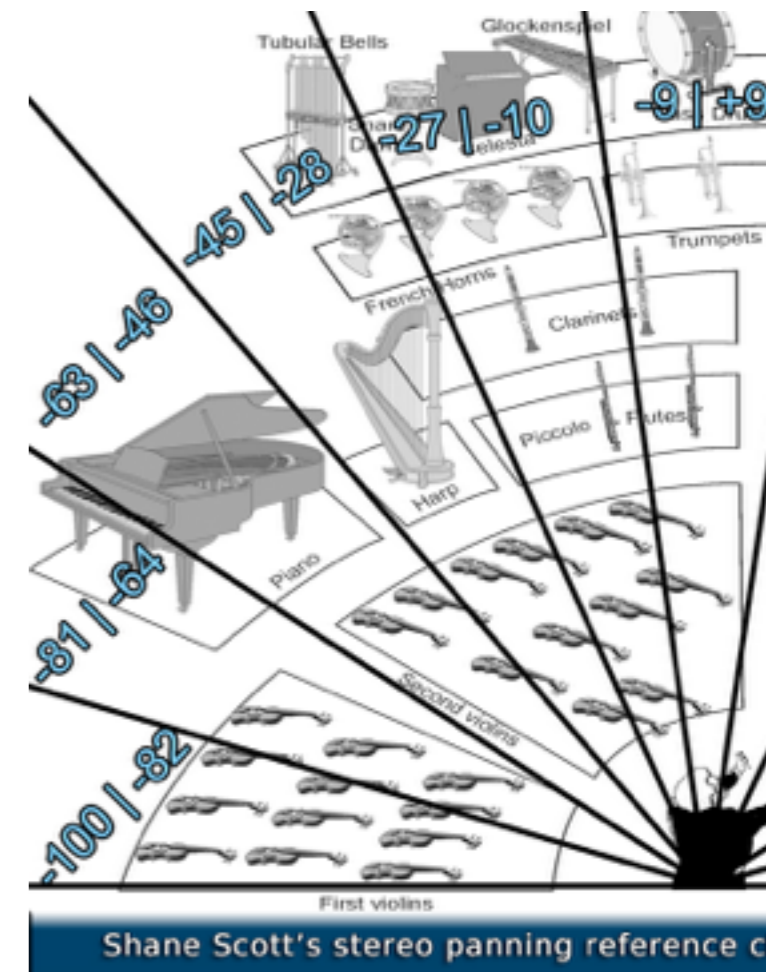 Glockenspiel
Tubular Bells
-9 | +9
-27 | -10
Celesta
-45 | -28
Trumpets
French Horns
-63 | -46
Clarinets
Piccolo
Flutes
Harp
Piano
-81 | -64
Second violins
-100 | -82
First violins
Shane Scott's stereo panning reference c